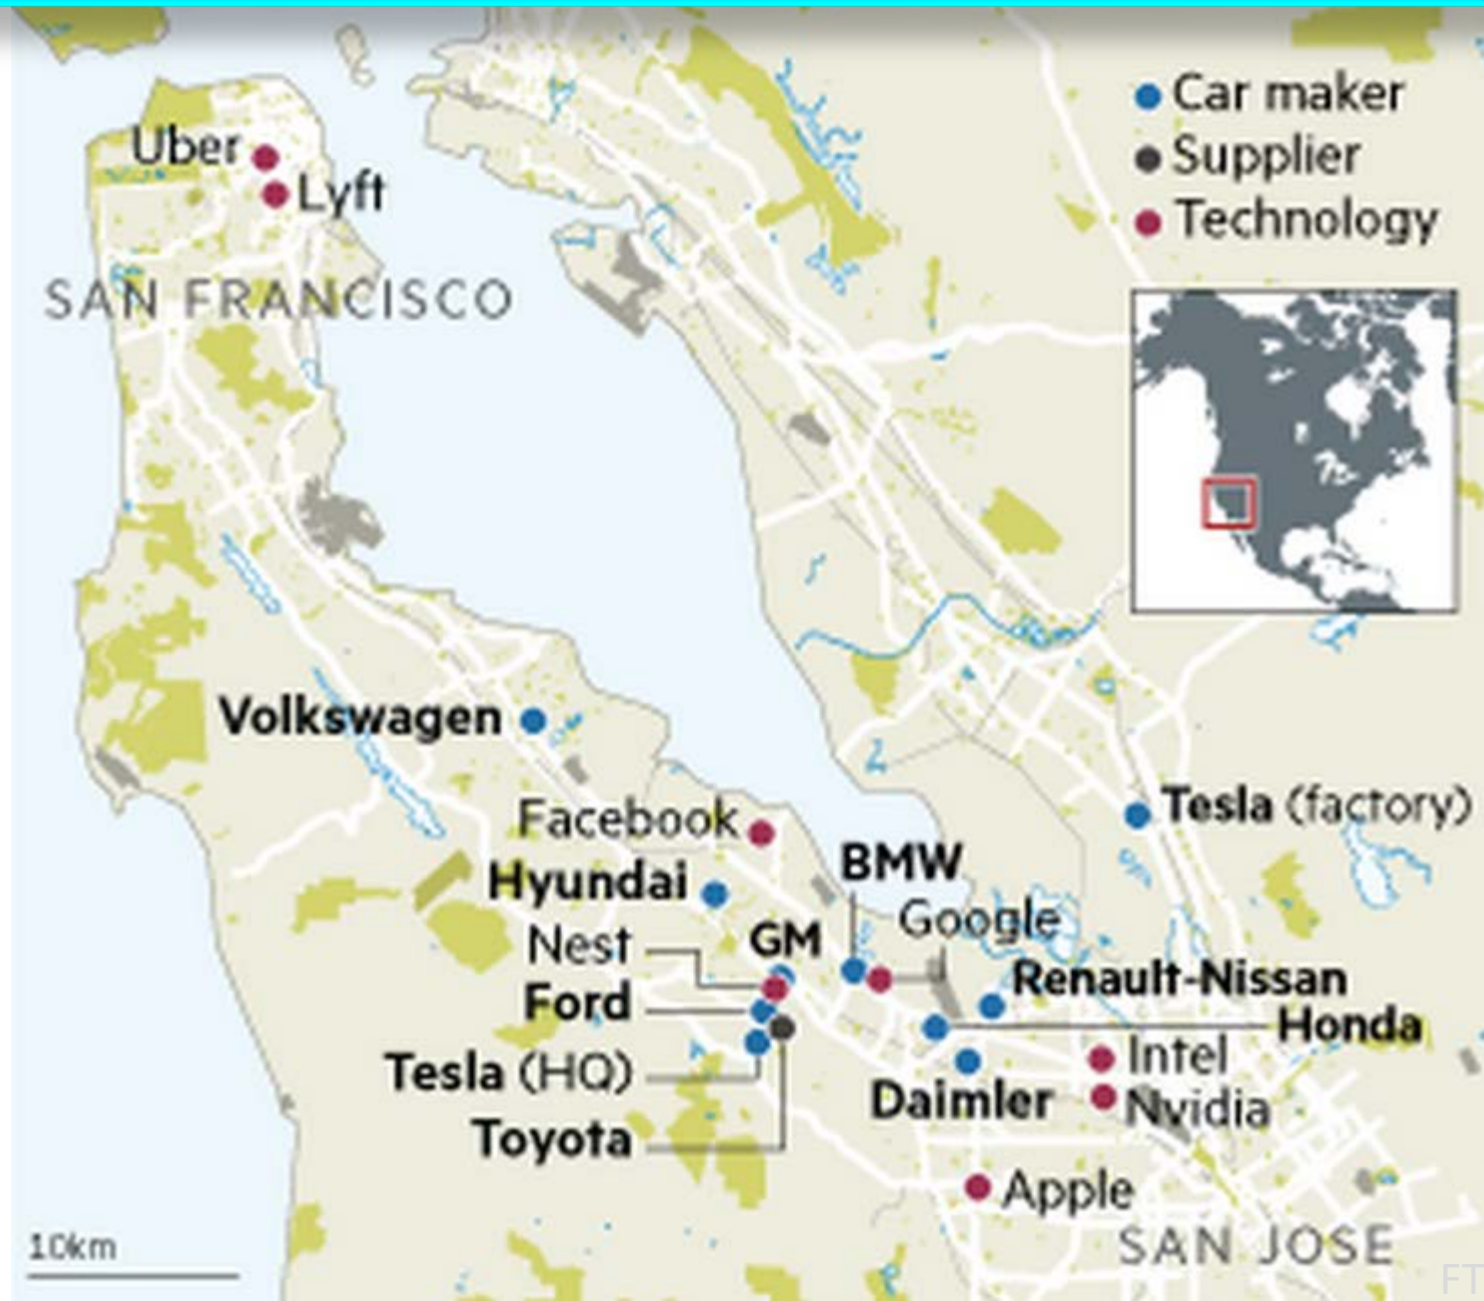 Car maker
Supplier
Technology
Uber
Lyft
SAN FRANCISCO
Volkswagen
Tesla (factory)
Facebook
BMW
Hyundai
Google
GM
Nest
Renault-Nissan
Ford
Honda
Intel
Tesla (HQ)
Daimler
Nvidia
Toyota
Apple
SAN JOSE
10km
FT